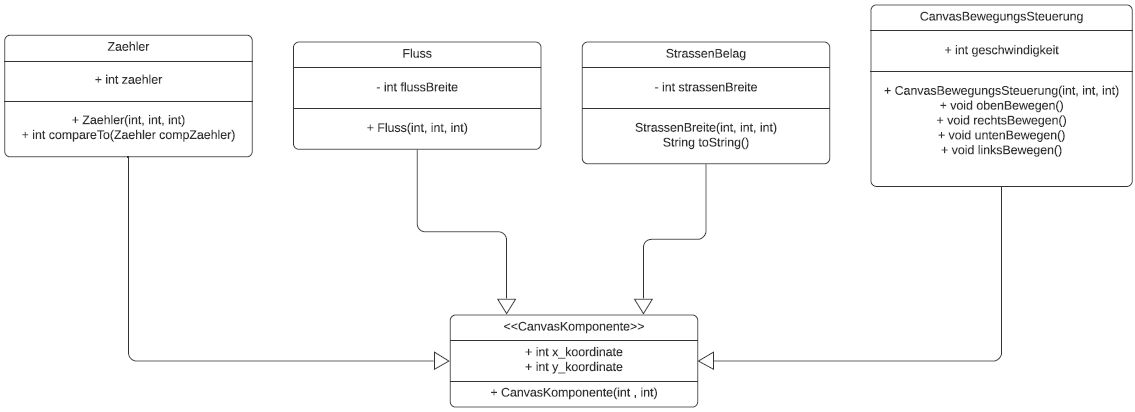 Zaehler
+ int zaehler
+ Zaehler(int, int, int)
+ int compareTo(Zaehler compZaehler)
Fluss
- int flussBreite
+ Fluss(int, int, int)
StrassenBelag
- int strassenBreite
StrassenBreite(int, int, int)
String toString()
CanvasBewegungsSteuerung
+ int geschwindigkeit
+ CanvasBewegungsSteuerung(int, int, int)
+ void obenBewegen()
+ void rechtsBewegen()
+ void untenBewegen()
+ void linksBewegen()
<<CanvasKomponente>>
+ int x_koordinate
+ int y_koordinate
+ CanvasKomponente(int , int)